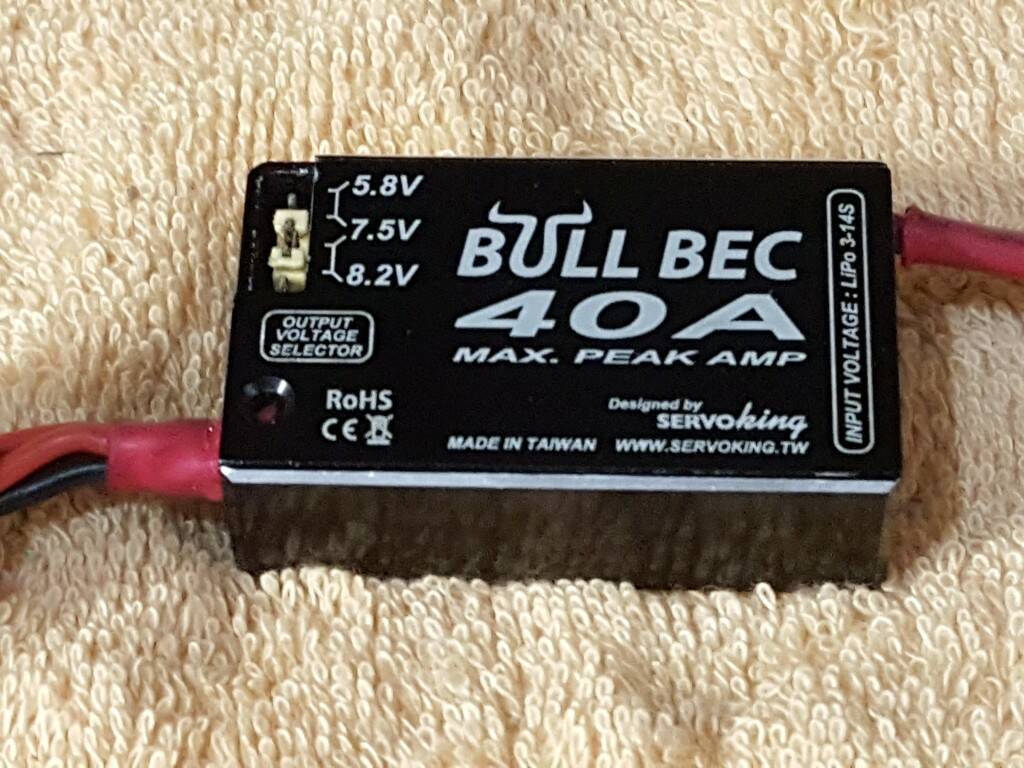 5.8V
7.5V
8.2V
OUTPUT
VOLTAGE
SELECTOR
RoHS
CE
BULL BEC
40A
MAX. PEAK AMP
Designed by
SERVOking
MADE IN TAIWAN WWW.SERVOKING.TW
INPUT VOLTAGE : LiPo 3-14S